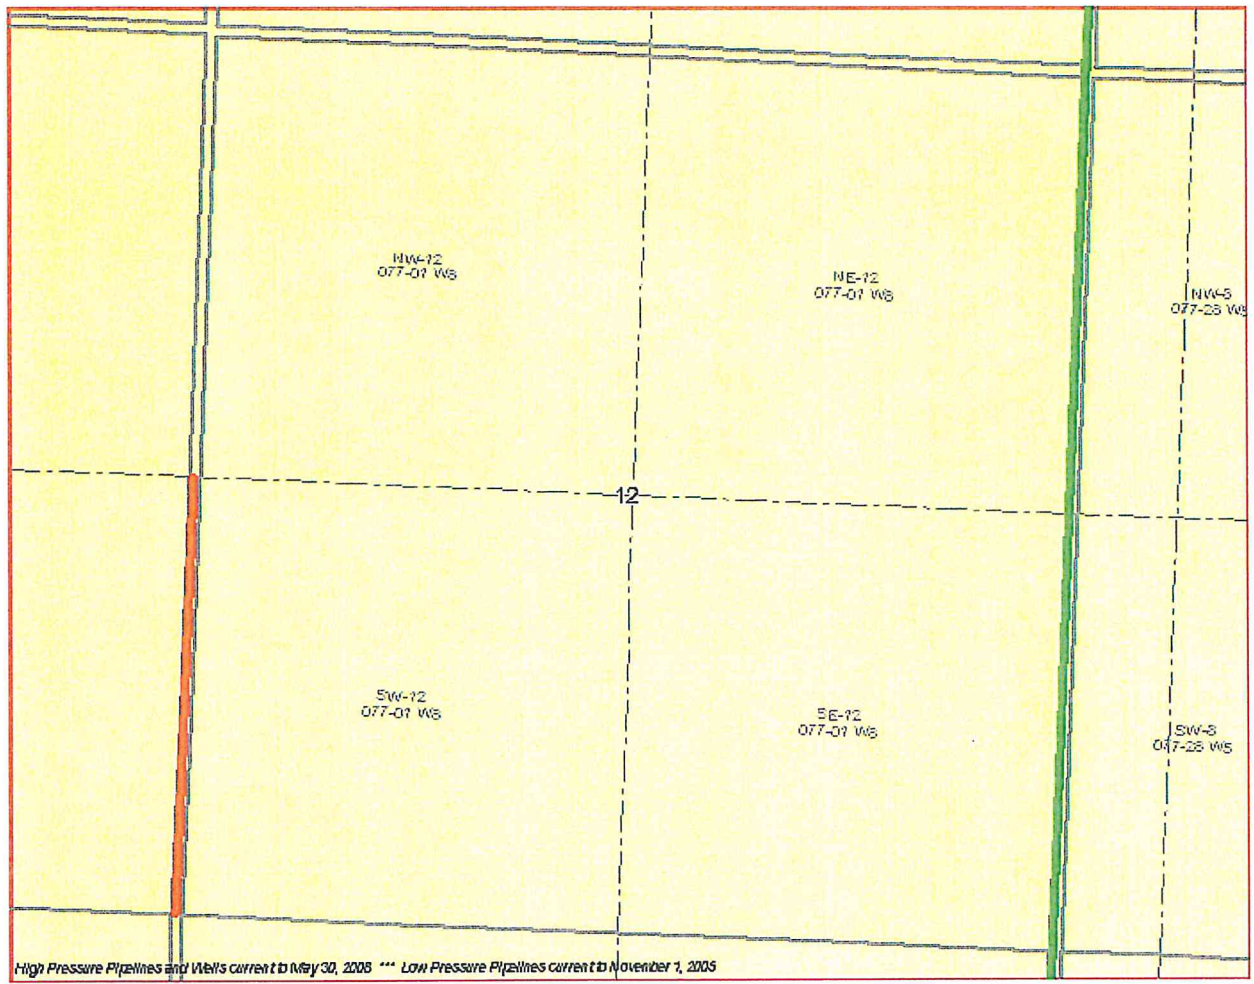 NW-12
077-01 W6
NE-12
077-01 W6
NW-8
077-26 W5
12
SW-12
077-01 W6
SE-12
077-01 W6
SW-8
077-26 W5
High Pressure Pipelines and Wells current to May 30, 2008 *** Low Pressure Pipelines current to November 1, 2005